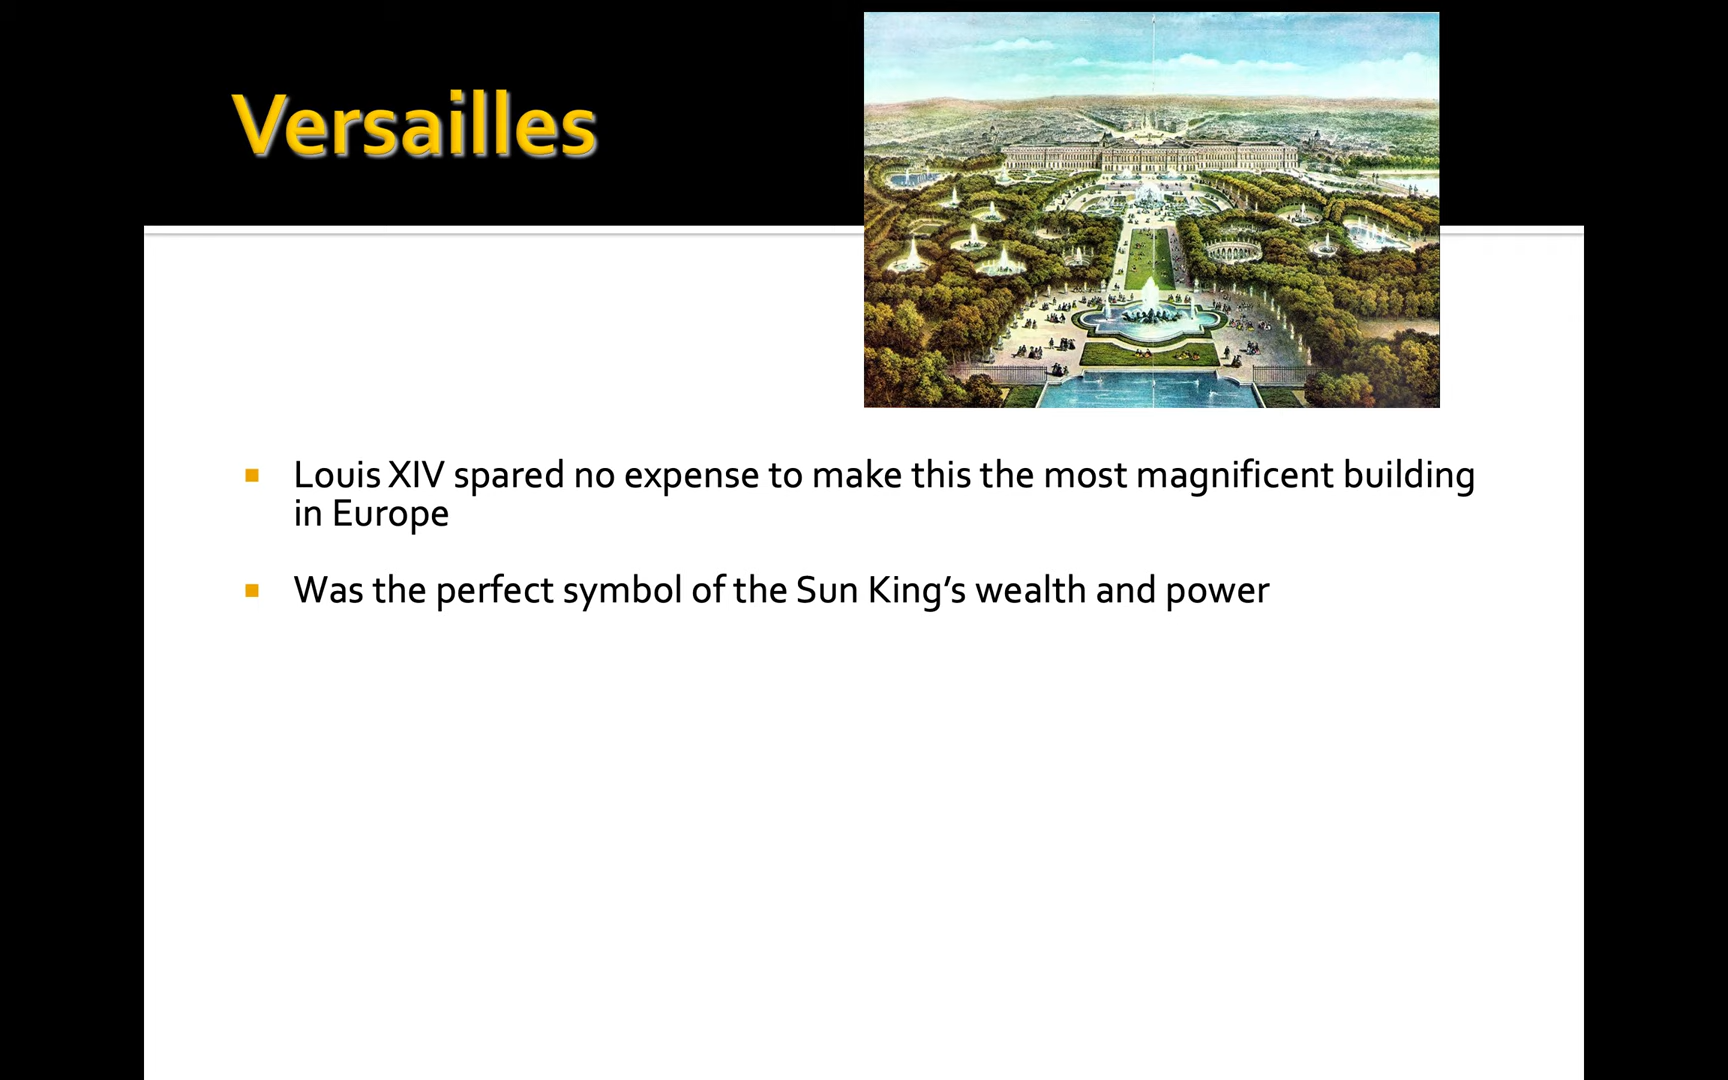 Versailles
Louis XIV spared no expense to make this the most magnificent building
in Europe
Was the perfect symbol of the Sun King’s wealth and power